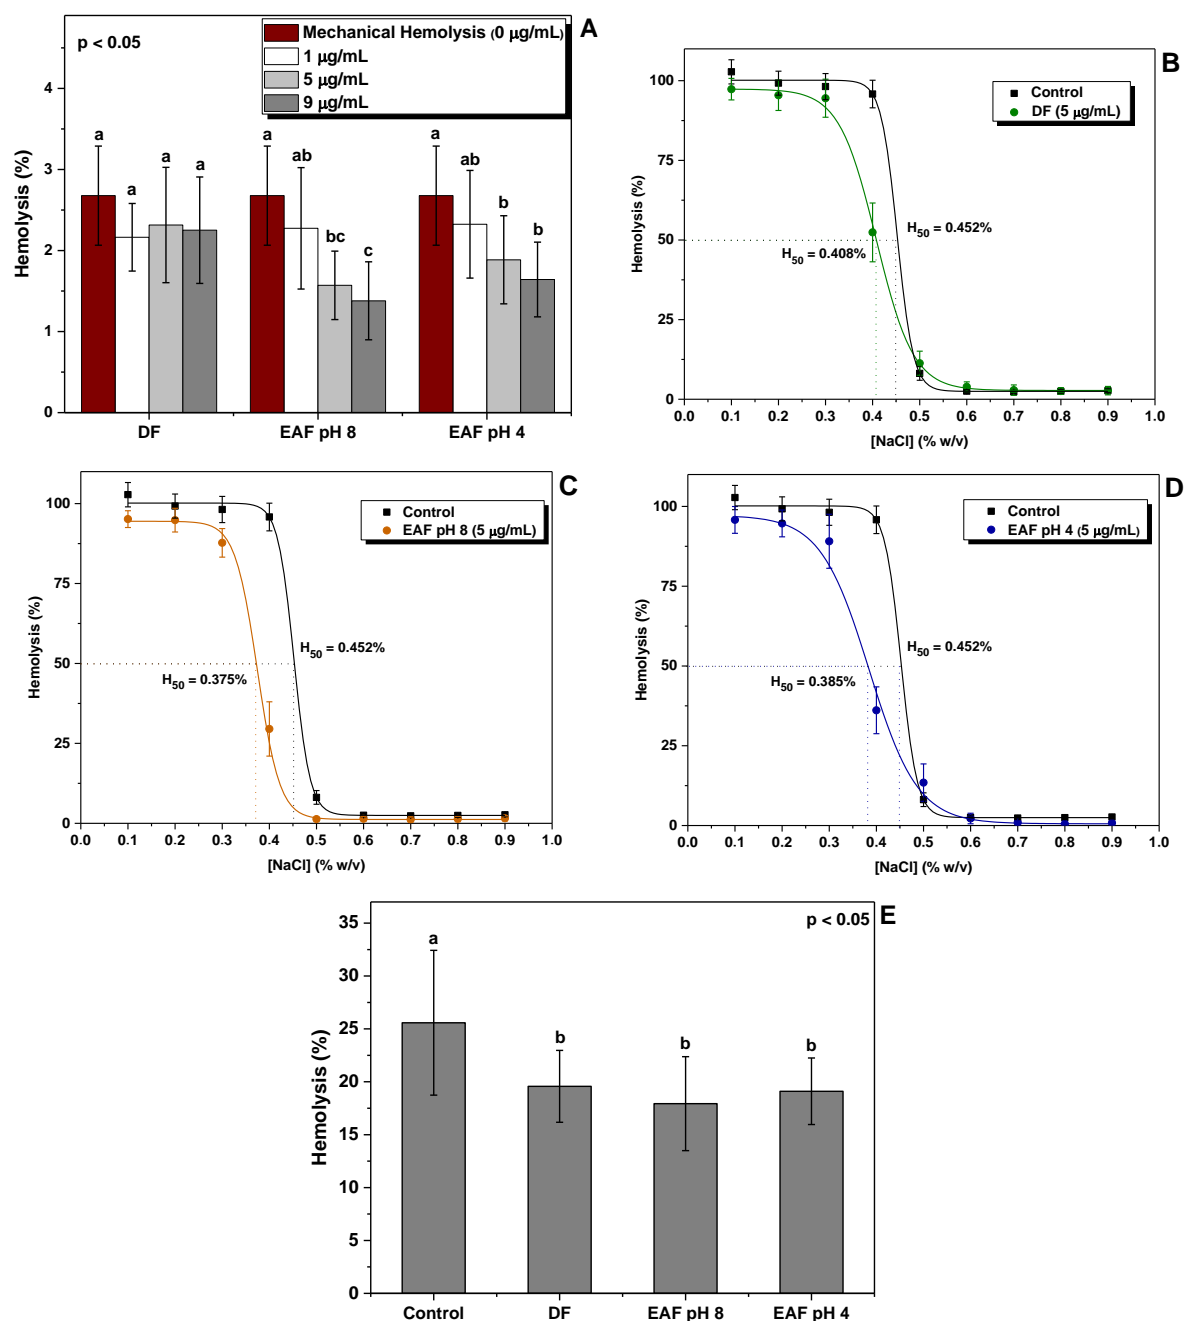 A
p < 0.05
Mechanical Hemolysis (0 µg/mL)
1 µg/mL
5 µg/mL
9 µg/mL
Hemolysis (%)
4
3
2
1
0
a
a
a
a
a
ab
bc
c
a
ab
b
b
DF
EAF pH 8
EAF pH 4
B
Control
DF (5 µg/mL)
Hemolysis (%)
100
75
50
25
0
H50 = 0.452%
H50 = 0.408%
0.0 0.1 0.2 0.3 0.4 0.5 0.6 0.7 0.8 0.9 1.0
[NaCl] (% w/v)
C
Control
EAF pH 8 (5 µg/mL)
Hemolysis (%)
100
75
50
25
0
H50 = 0.452%
H50 = 0.375%
0.0 0.1 0.2 0.3 0.4 0.5 0.6 0.7 0.8 0.9 1.0
[NaCl] (% w/v)
D
Control
EAF pH 4 (5 µg/mL)
Hemolysis (%)
100
75
50
25
0
H50 = 0.452%
H50 = 0.385%
0.0 0.1 0.2 0.3 0.4 0.5 0.6 0.7 0.8 0.9 1.0
[NaCl] (% w/v)
E
p < 0.05
Hemolysis (%)
35
30
25
20
15
10
5
0
a
b
b
b
Control
DF
EAF pH 8
EAF pH 4